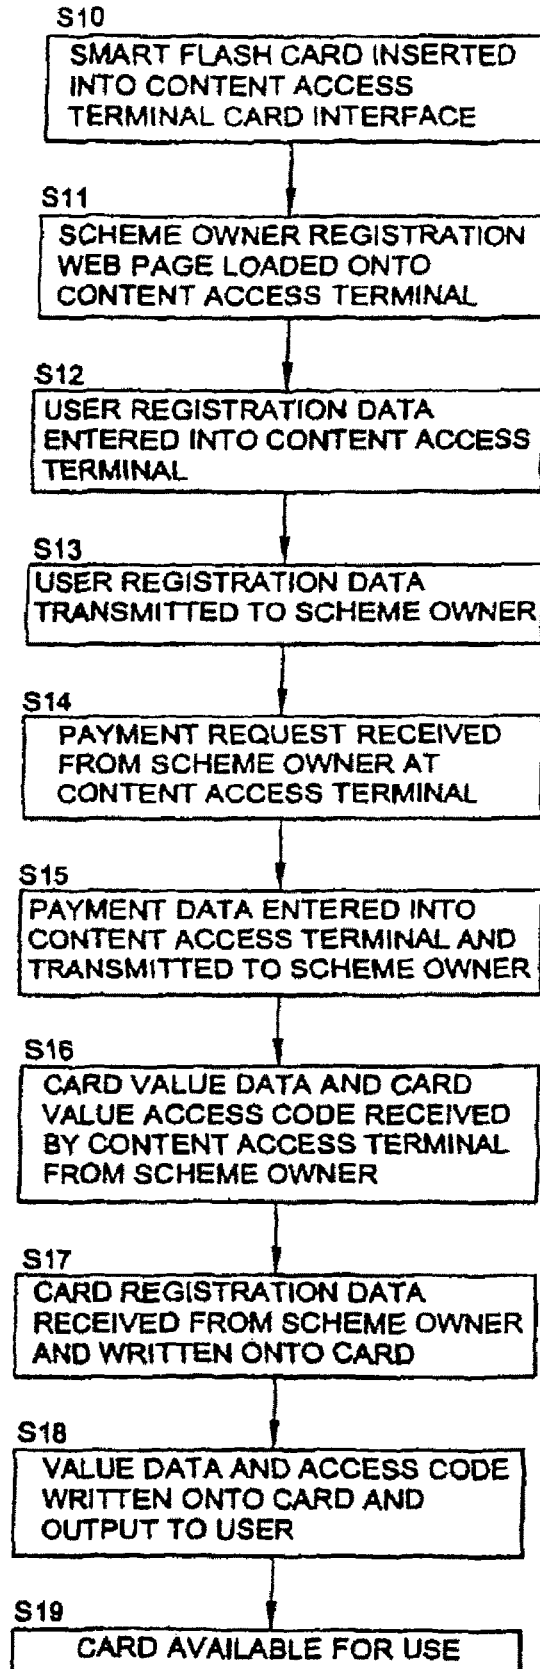 S10
SMART FLASH CARD INSERTED
INTO CONTENT ACCESS
TERMINAL CARD INTERFACE
S11
SCHEME OWNER REGISTRATION
WEB PAGE LOADED ONTO
CONTENT ACCESS TERMINAL
S12
USER REGISTRATION DATA
ENTERED INTO CONTENT ACCESS
TERMINAL
S13
USER REGISTRATION DATA
TRANSMITTED TO SCHEME OWNER
S14
PAYMENT REQUEST RECEIVED
FROM SCHEME OWNER AT
CONTENT ACCESS TERMINAL
S15
PAYMENT DATA ENTERED INTO
CONTENT ACCESS TERMINAL AND
TRANSMITTED TO SCHEME OWNER
S16
CARD VALUE DATA AND CARD
VALUE ACCESS CODE RECEIVED
BY CONTENT ACCESS TERMINAL
FROM SCHEME OWNER
S17
CARD REGISTRATION DATA
RECEIVED FROM SCHEME OWNER
AND WRITTEN ONTO CARD
S18
VALUE DATA AND ACCESS CODE
WRITTEN ONTO CARD AND
OUTPUT TO USER
S19
CARD AVAILABLE FOR USE